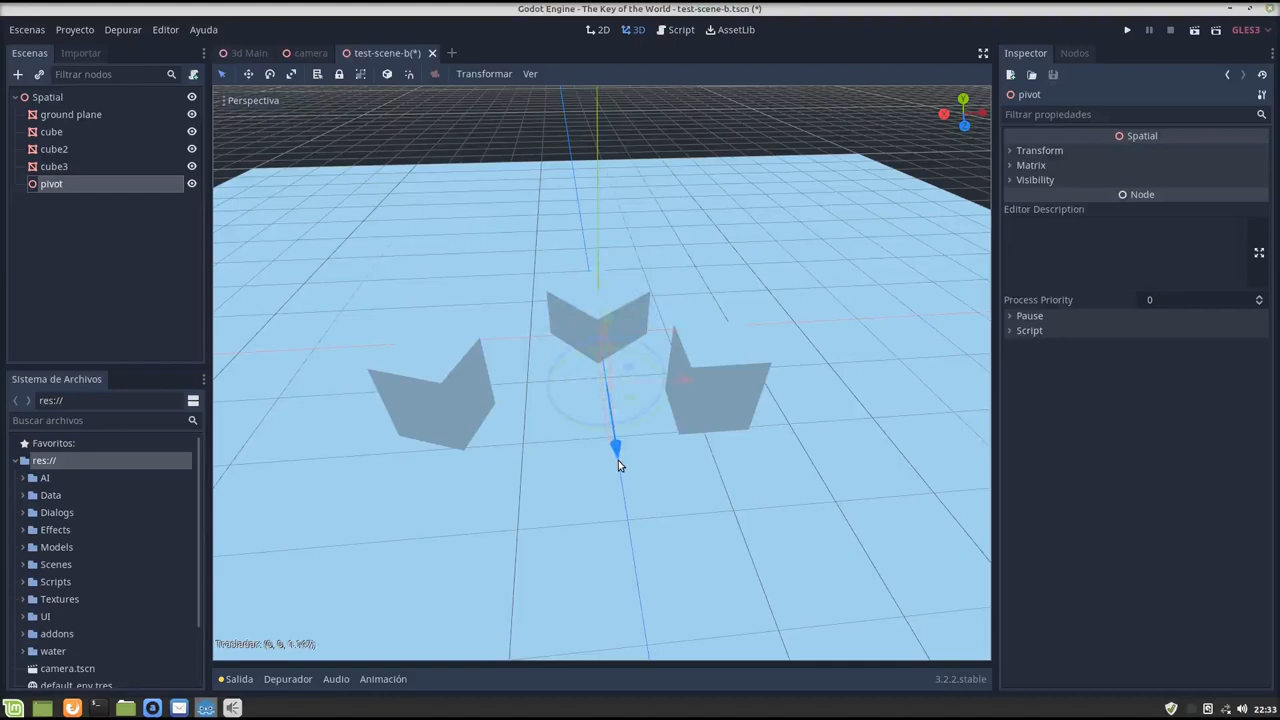 Godot Engine - The Key of the World - test-scene-b.tscn (*)
Escenas Proyecto Depurar Editor Ayuda
2D 3D Script AssetLib
GLES3
Escenas Importar
3d Main camera test-scene-b(*)
Inspector Nodos
Filtrar nodos
Transformar Ver
Perspectiva
Y
X
Z
Spatial
ground plane
cube
cube2
cube3
pivot
pivot
Filtrar propiedades
Spatial
Transform
Matrix
Visibility
Node
Editor Description
Process Priority 0
Pause
Script
Sistema de Archivos
res://
Buscar archivos
Favoritos:
res://
AI
Data
Dialogs
Effects
Models
Scenes
Scripts
Textures
UI
addons
water
camera.tscn
default_env.tres
Salida Depurador Audio Animación
3.2.2.stable
22:33